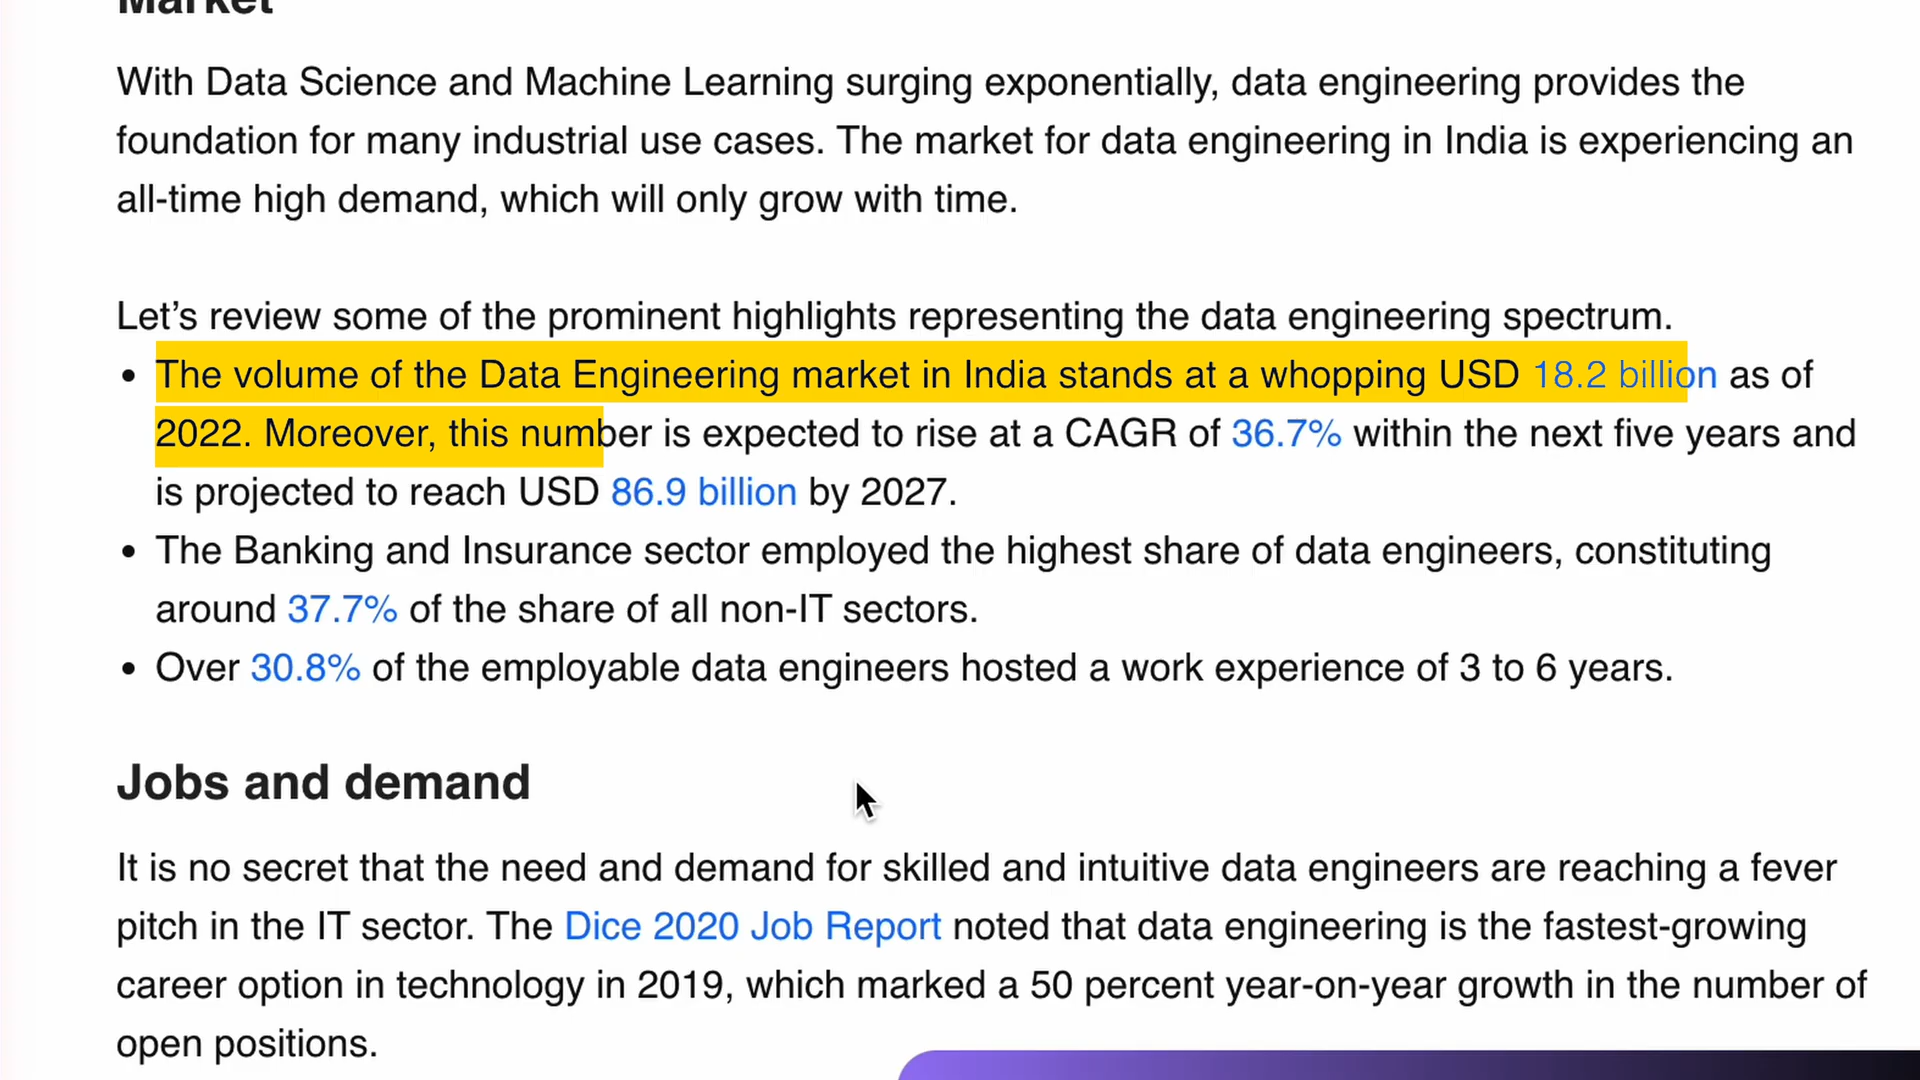 Market
With Data Science and Machine Learning surging exponentially, data engineering provides the
foundation for many industrial use cases. The market for data engineering in India is experiencing an
all-time high demand, which will only grow with time.
Let’s review some of the prominent highlights representing the data engineering spectrum.
• The volume of the Data Engineering market in India stands at a whopping USD 18.2 billion as of
2022. Moreover, this number is expected to rise at a CAGR of 36.7% within the next five years and
is projected to reach USD 86.9 billion by 2027.
• The Banking and Insurance sector employed the highest share of data engineers, constituting
around 37.7% of the share of all non-IT sectors.
• Over 30.8% of the employable data engineers hosted a work experience of 3 to 6 years.
Jobs and demand
It is no secret that the need and demand for skilled and intuitive data engineers are reaching a fever
pitch in the IT sector. The Dice 2020 Job Report noted that data engineering is the fastest-growing
career option in technology in 2019, which marked a 50 percent year-on-year growth in the number of
open positions.